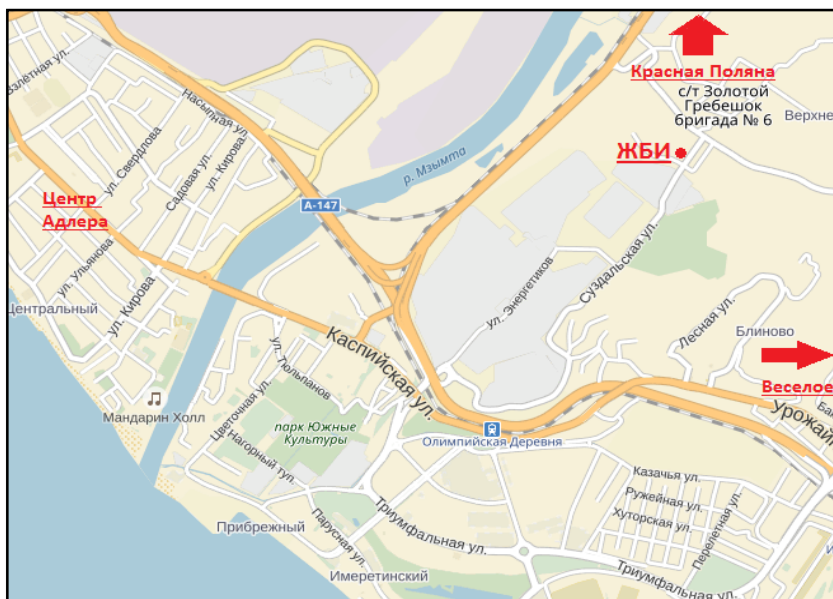 Взлётная ул.
Насыпная ул.
ул. Свердлова
Садовая ул.
ул. Кирова
Центр
Адлера
ул. Ульянова
ул. Кирова
Центральный
Мандарин Холл
А-147
р. Мзымта
Красная Поляна
с/т Золотой
Гребешок
бригада № 6
Верхне
ЖБИ
Суздальская ул.
ул. Энергетиков
Лесная ул.
Блиново
Веселое
Каспийская ул.
ул. Тюльпанов
Цветочная ул.
парк Южные
Культуры
Нагорный туп.
Олимпийская Деревня
Урожай
Прибрежный
Парусная ул.
Имеретинский
Триумфальная ул.
Казачья ул.
Ружейная ул.
Хуторская ул.
Перелетная ул.
Триумфальная ул.